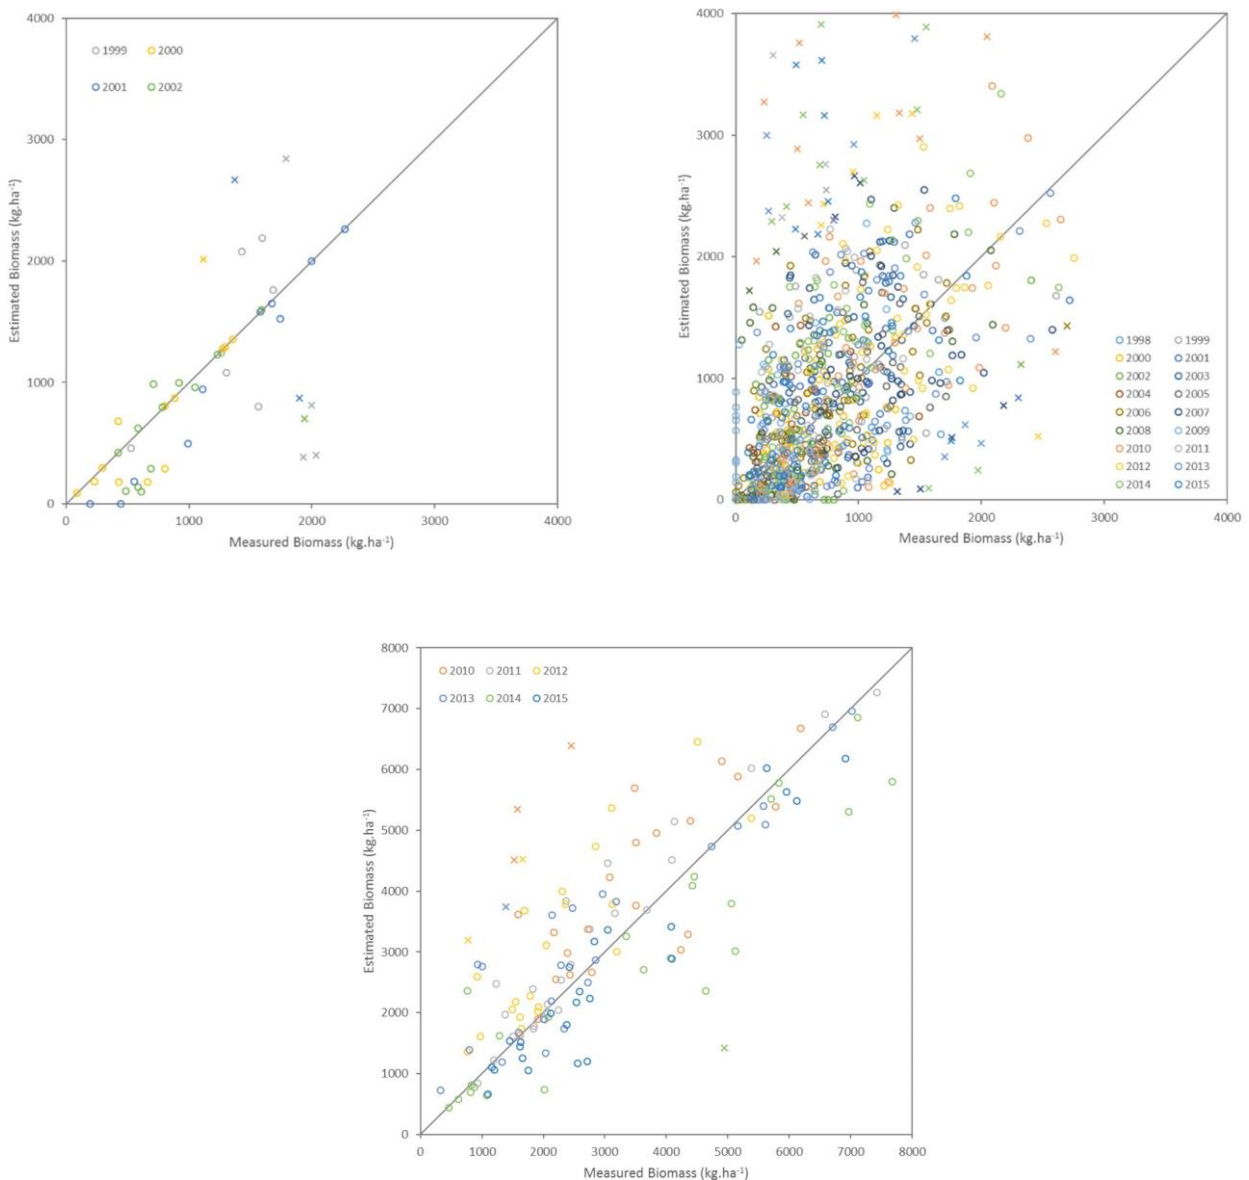 4000
3000
2000
1000
0
0 1000 2000 3000 4000
Estimated Biomass (kg.ha⁻¹)
Measured Biomass (kg.ha⁻¹)
1999 2000
2001 2002
4000
3000
2000
1000
0
0 1000 2000 3000 4000
Estimated Biomass (kg.ha⁻¹)
Measured Biomass (kg.ha⁻¹)
1998 1999
2000 2001
2002 2003
2004 2005
2006 2007
2008 2009
2010 2011
2012 2013
2014 2015
8000
7000
6000
5000
4000
3000
2000
1000
0
0 1000 2000 3000 4000 5000 6000 7000 8000
Estimated Biomass (kg.ha⁻¹)
Measured Biomass (kg.ha⁻¹)
2010 2011 2012
2013 2014 2015